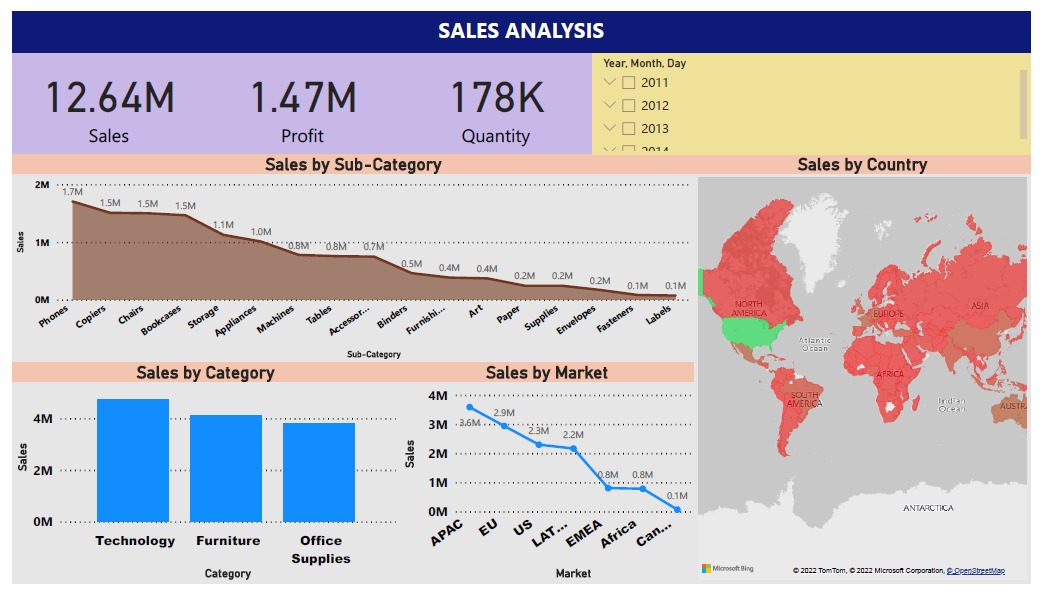 SALES ANALYSIS
12.64M
Sales
1.47M
Profit
178K
Quantity
Year, Month, Day
2011
2012
2013
2014
Sales by Sub-Category
2M
1M
0M
Sales
1.7M
1.5M
1.5M
1.5M
1.1M
1.0M
0.8M
0.8M
0.7M
0.5M
0.4M
0.4M
0.2M
0.2M
0.2M
0.1M
0.1M
Phones
Copiers
Chairs
Bookcases
Storage
Appliances
Machines
Tables
Accessor...
Binders
Furnishi...
Art
Paper
Supplies
Envelopes
Fasteners
Labels
Sub-Category
Sales by Country
NORTH
AMERICA
EUROPE
ASIA
Atlantic
Ocean
AFRICA
SOUTH
AMERICA
Indian
Ocean
AUSTR
ANTARCTICA
Microsoft Bing
© 2022 TomTom, © 2022 Microsoft Corporation, © OpenStreetMap
Sales by Category
4M
2M
0M
Sales
Technology
Furniture
Office
Supplies
Category
Sales by Market
4M
3M
2M
1M
0M
Sales
3.6M
2.9M
2.3M
2.2M
0.8M
0.8M
0.1M
APAC
EU
US
LAT...
EMEA
Africa
Can...
Market